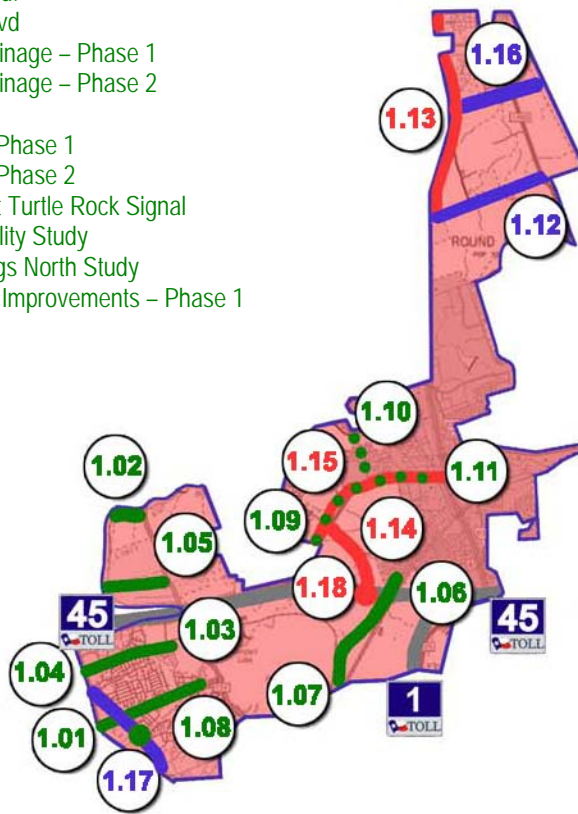 vd
inage – Phase 1
inage – Phase 2
Phase 1
Phase 2
t Turtle Rock Signal
lity Study
gs North Study
Improvements – Phase 1
1.16
1.13
1.12
ROUND
1.10
1.15
1.11
1.02
1.09
1.05
1.14
1.18
1.06
45
TOLL
1.03
45
TOLL
1.04
1.07
1
TOLL
1.01
1.08
1.17